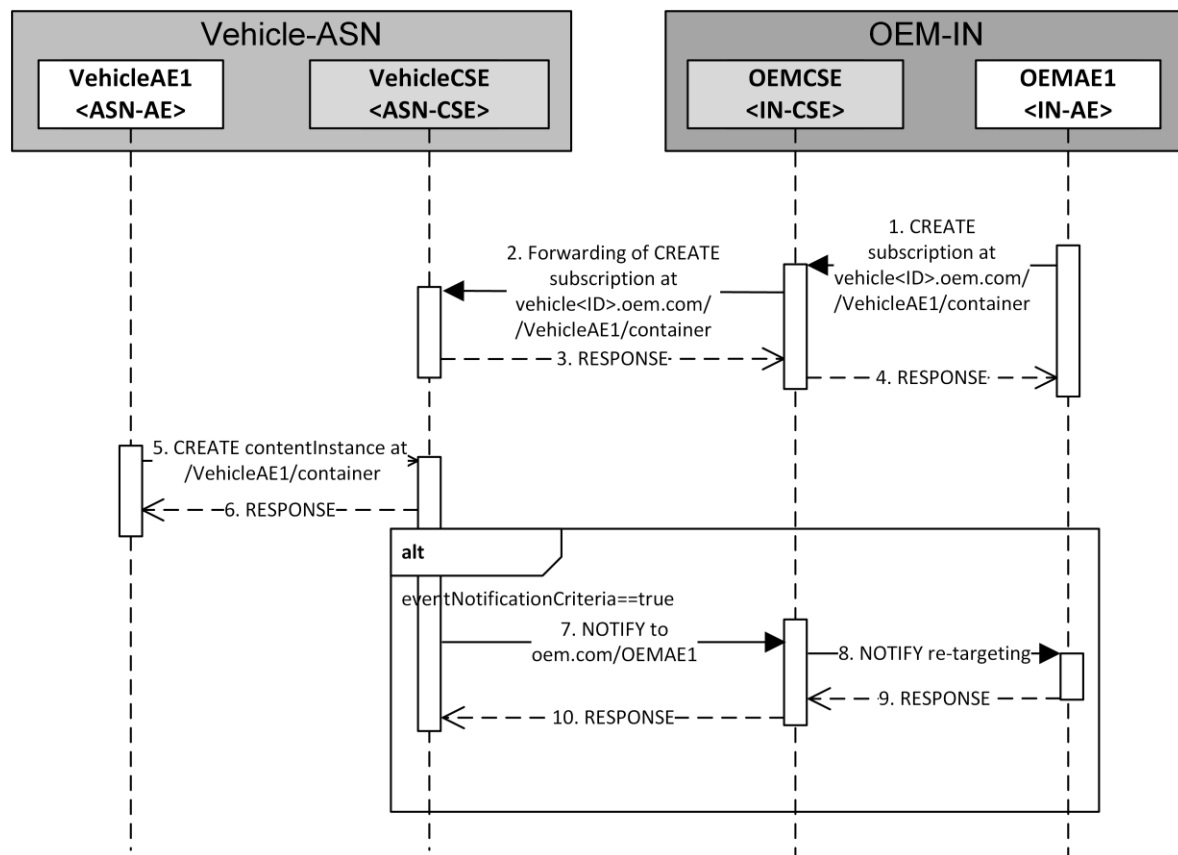 Vehicle-ASN
OEM-IN
VehicleAE1
<ASN-AE>
VehicleCSE
<ASN-CSE>
OEMCSE
<IN-CSE>
OEMAE1
<IN-AE>
1. CREATE
subscription at
vehicle<ID>.oem.com/
/VehicleAE1/container
2. Forwarding of CREATE
subscription at
vehicle<ID>.oem.com/
/VehicleAE1/container
3. RESPONSE
4. RESPONSE
5. CREATE contentInstance at
/VehicleAE1/container
6. RESPONSE
alt
eventNotificationCriteria==true
7. NOTIFY to
oem.com/OEMAE1
8. NOTIFY re-targeting
9. RESPONSE
10. RESPONSE